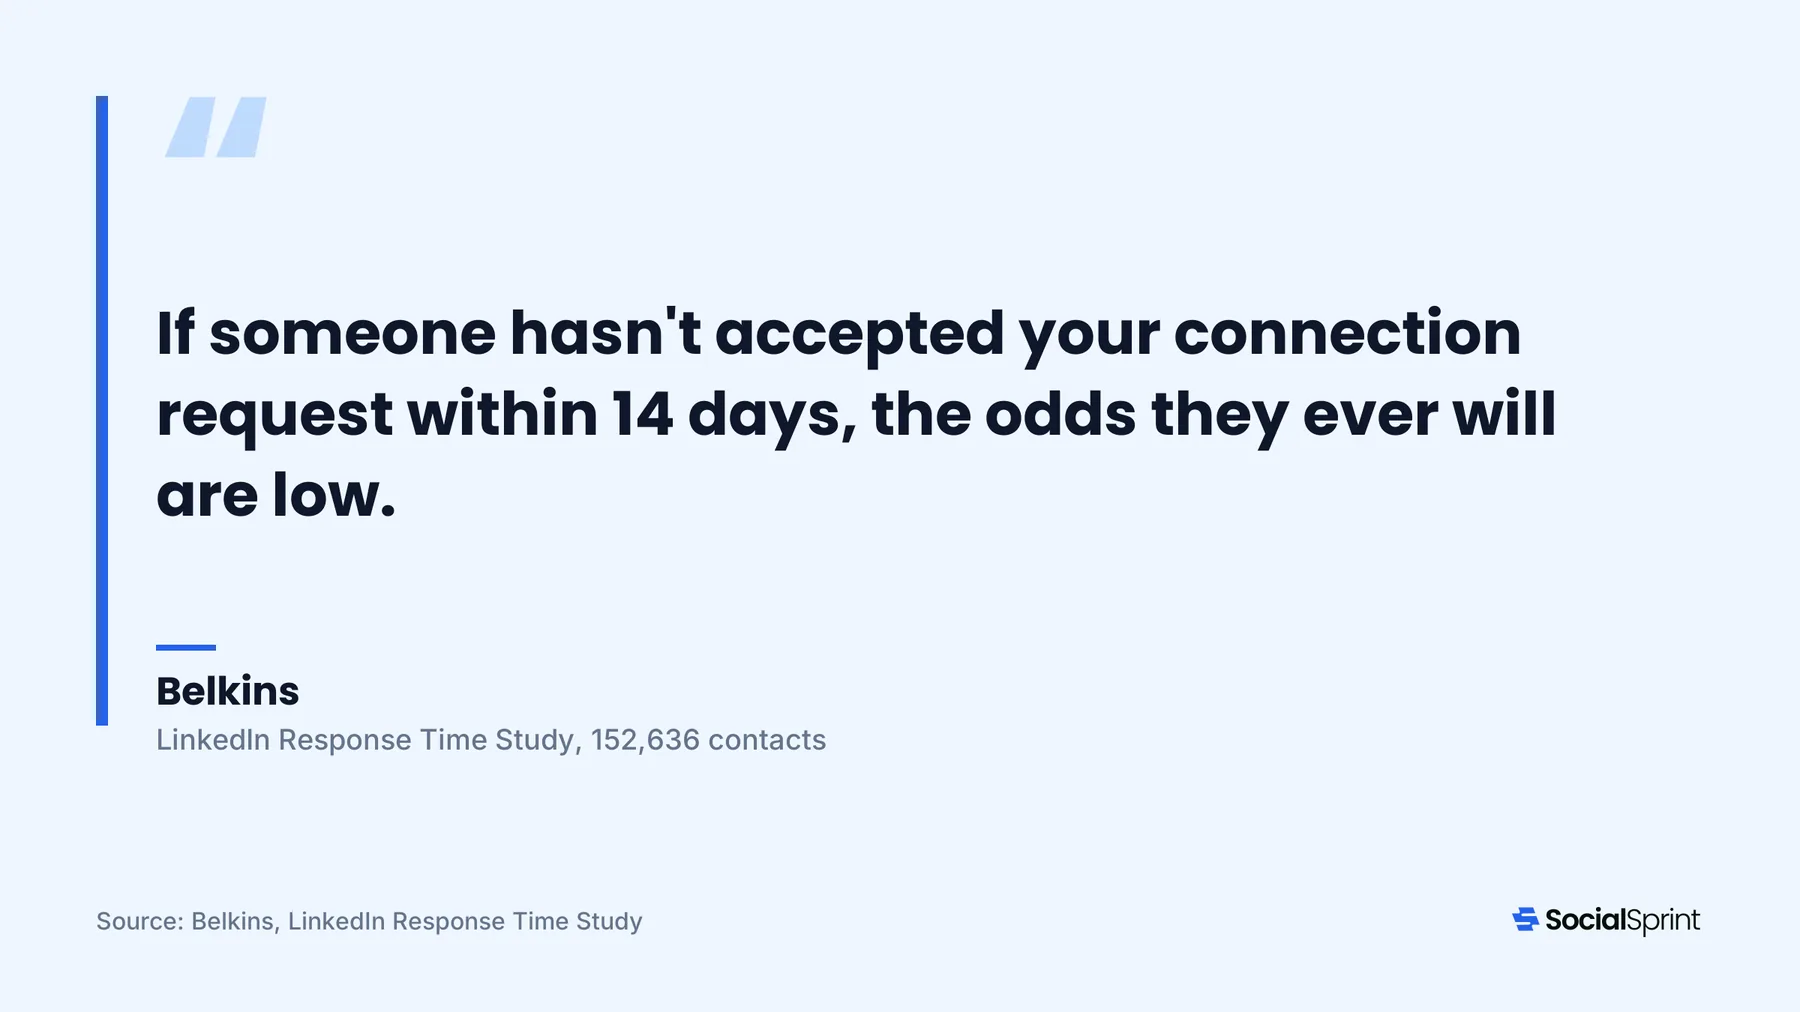 “
If someone hasn't accepted your connection
request within 14 days, the odds they ever will
are low.
Belkins
LinkedIn Response Time Study, 152,636 contacts
Source: Belkins, LinkedIn Response Time Study
SocialSprint